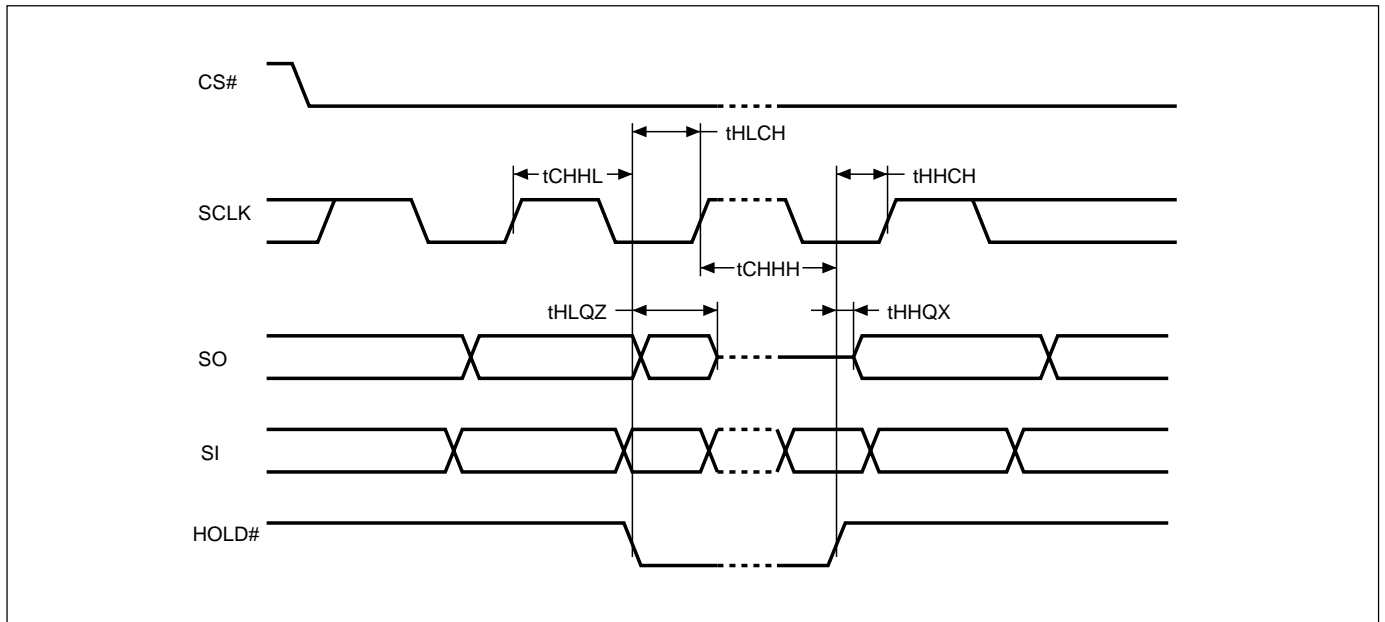 CS#
tHLCH
tCHHL
tHHCH
SCLK
tCHHH
tHLQZ
tHHQX
SO
SI
HOLD#